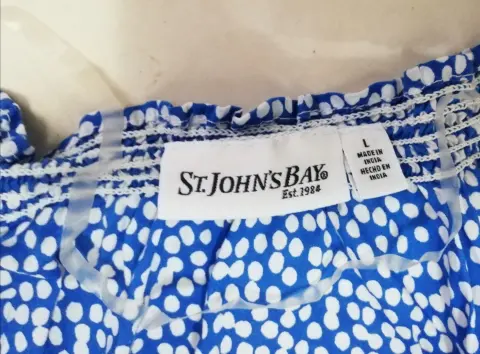 ST. JOHN'S BAY®
Est. 1984
L
MADE IN
INDIA
HECHO EN
INDIA